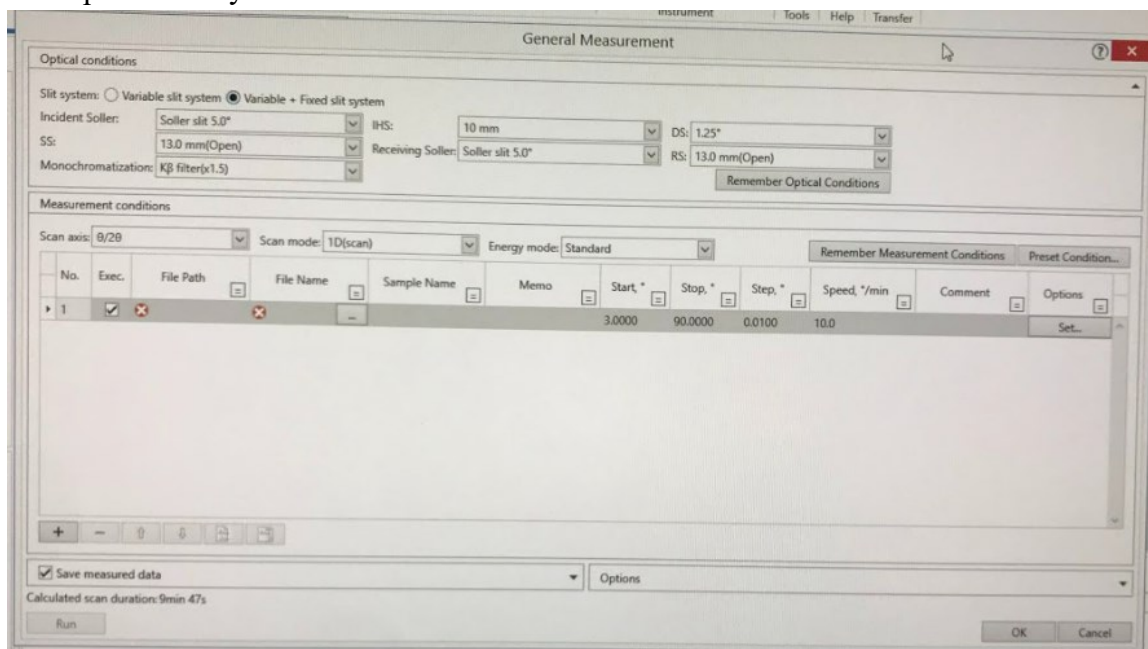 Instrument Tools Help Transfer
General Measurement
Optical conditions
Slit system: Variable slit system Variable + Fixed slit system
Incident Soller: Soller slit 5.0° IHS: 10 mm DS: 1.25°
SS: 13.0 mm(Open) Receiving Soller: Soller slit 5.0° RS: 13.0 mm(Open)
Monochromatization: Kβ filter(x1.5)
Remember Optical Conditions
Measurement conditions
Scan axis: θ/2θ Scan mode: 1D(scan) Energy mode: Standard Remember Measurement Conditions Preset Condition...
No. Exec. File Path File Name Sample Name Memo Start, ° Stop, ° Step, ° Speed, °/min Comment Options
1 ... 3.0000 90.0000 0.0100 10.0 Set...
Save measured data Options
Calculated scan duration: 9min 47s
Run OK Cancel